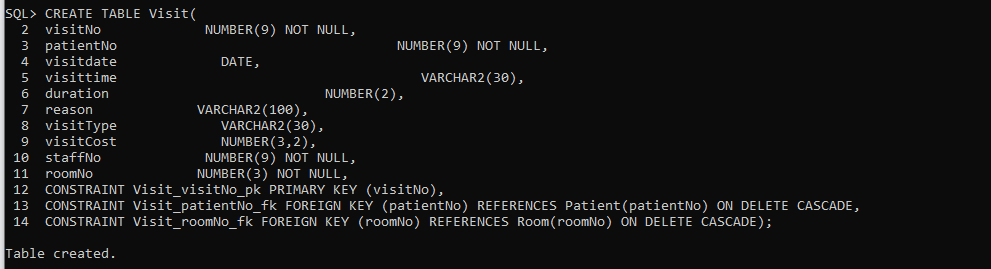 SQL> CREATE TABLE Visit(
  2  visitNo             NUMBER(9) NOT NULL,
  3  patientNo                                   NUMBER(9) NOT NULL,
  4  visitdate             DATE,
  5  visittime                                      VARCHAR2(30),
  6  duration                           NUMBER(2),
  7  reason             VARCHAR2(100),
  8  visitType             VARCHAR2(30),
  9  visitCost             NUMBER(3,2),
 10  staffNo             NUMBER(9) NOT NULL,
 11  roomNo             NUMBER(3) NOT NULL,
 12  CONSTRAINT Visit_visitNo_pk PRIMARY KEY (visitNo),
 13  CONSTRAINT Visit_patientNo_fk FOREIGN KEY (patientNo) REFERENCES Patient(patientNo) ON DELETE CASCADE,
 14  CONSTRAINT Visit_roomNo_fk FOREIGN KEY (roomNo) REFERENCES Room(roomNo) ON DELETE CASCADE);
Table created.